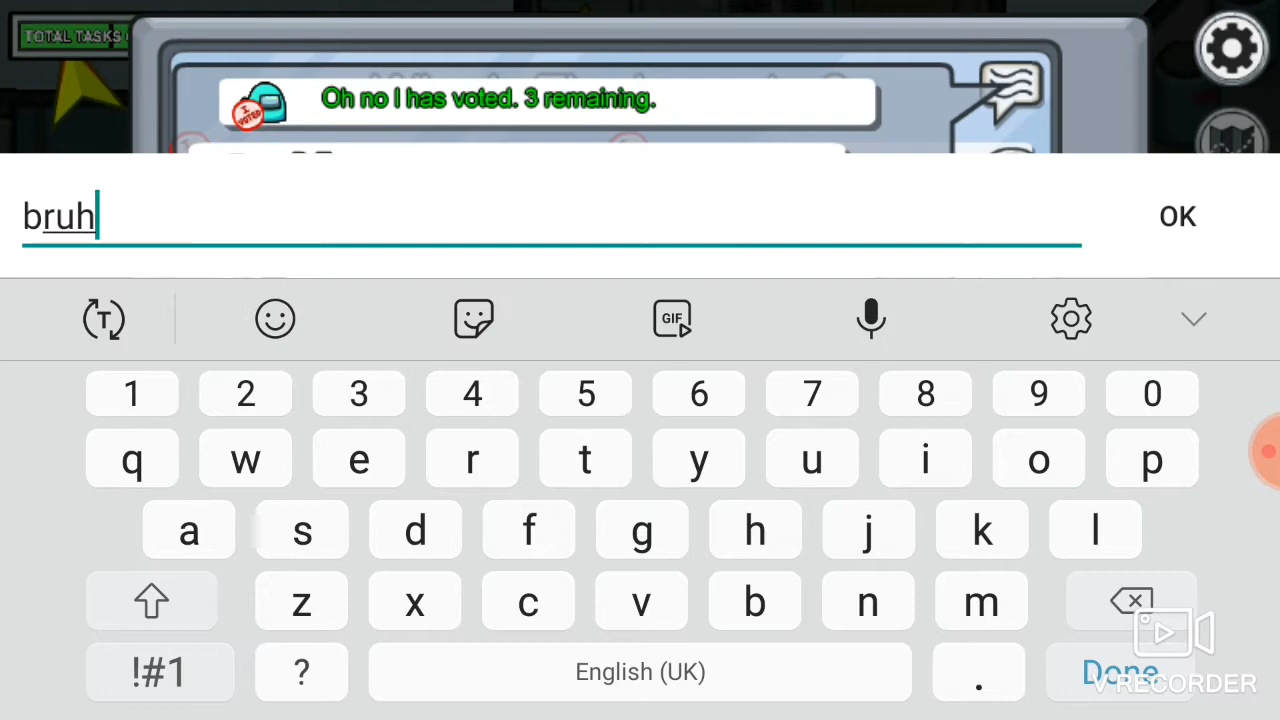 TOTAL TASKS
I VOTED
Oh no I has voted. 3 remaining.
bruh
OK
T
GIF
1 2 3 4 5 6 7 8 9 0
q w e r t y u i o p
a s d f g h j k l
z x c v b n m
!#1 ? English (UK) . Done
V RECORDER